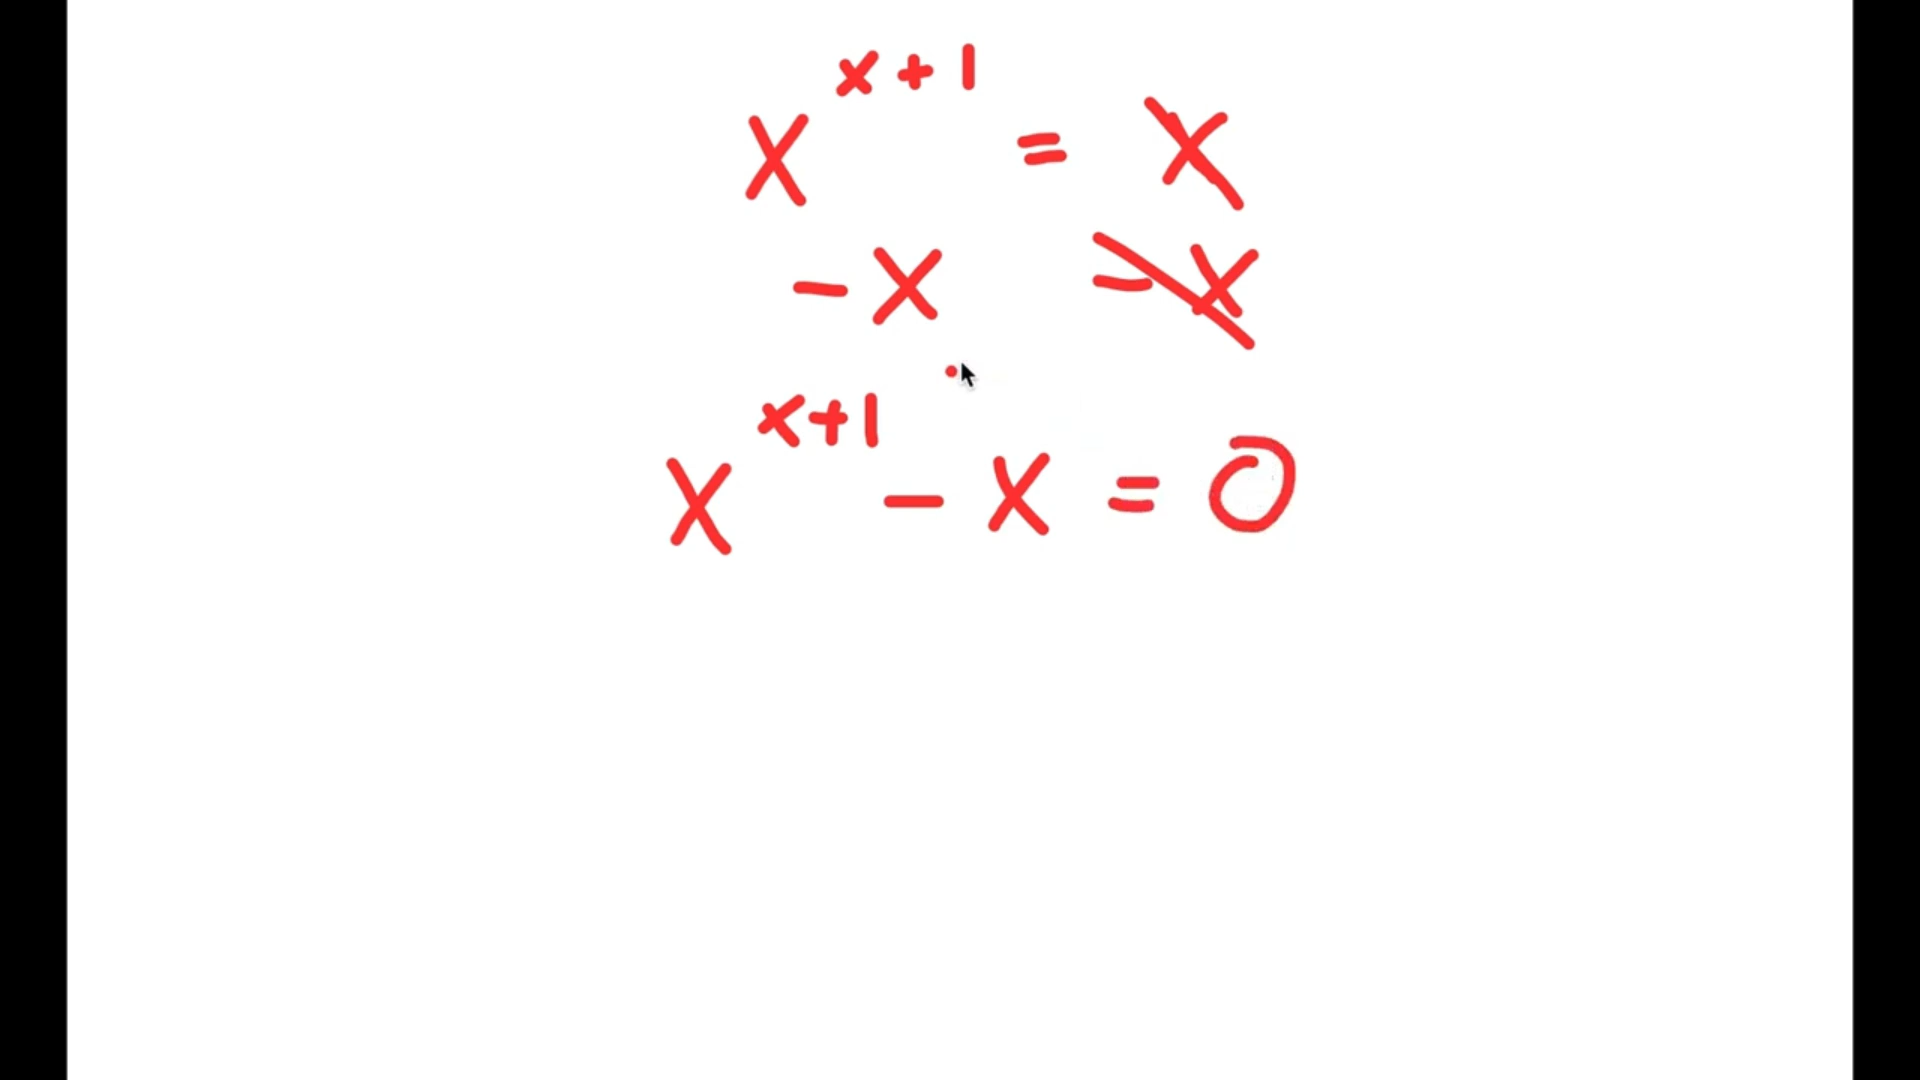 x^{x+1} = x
- x - x
x^{x+1} - x = 0